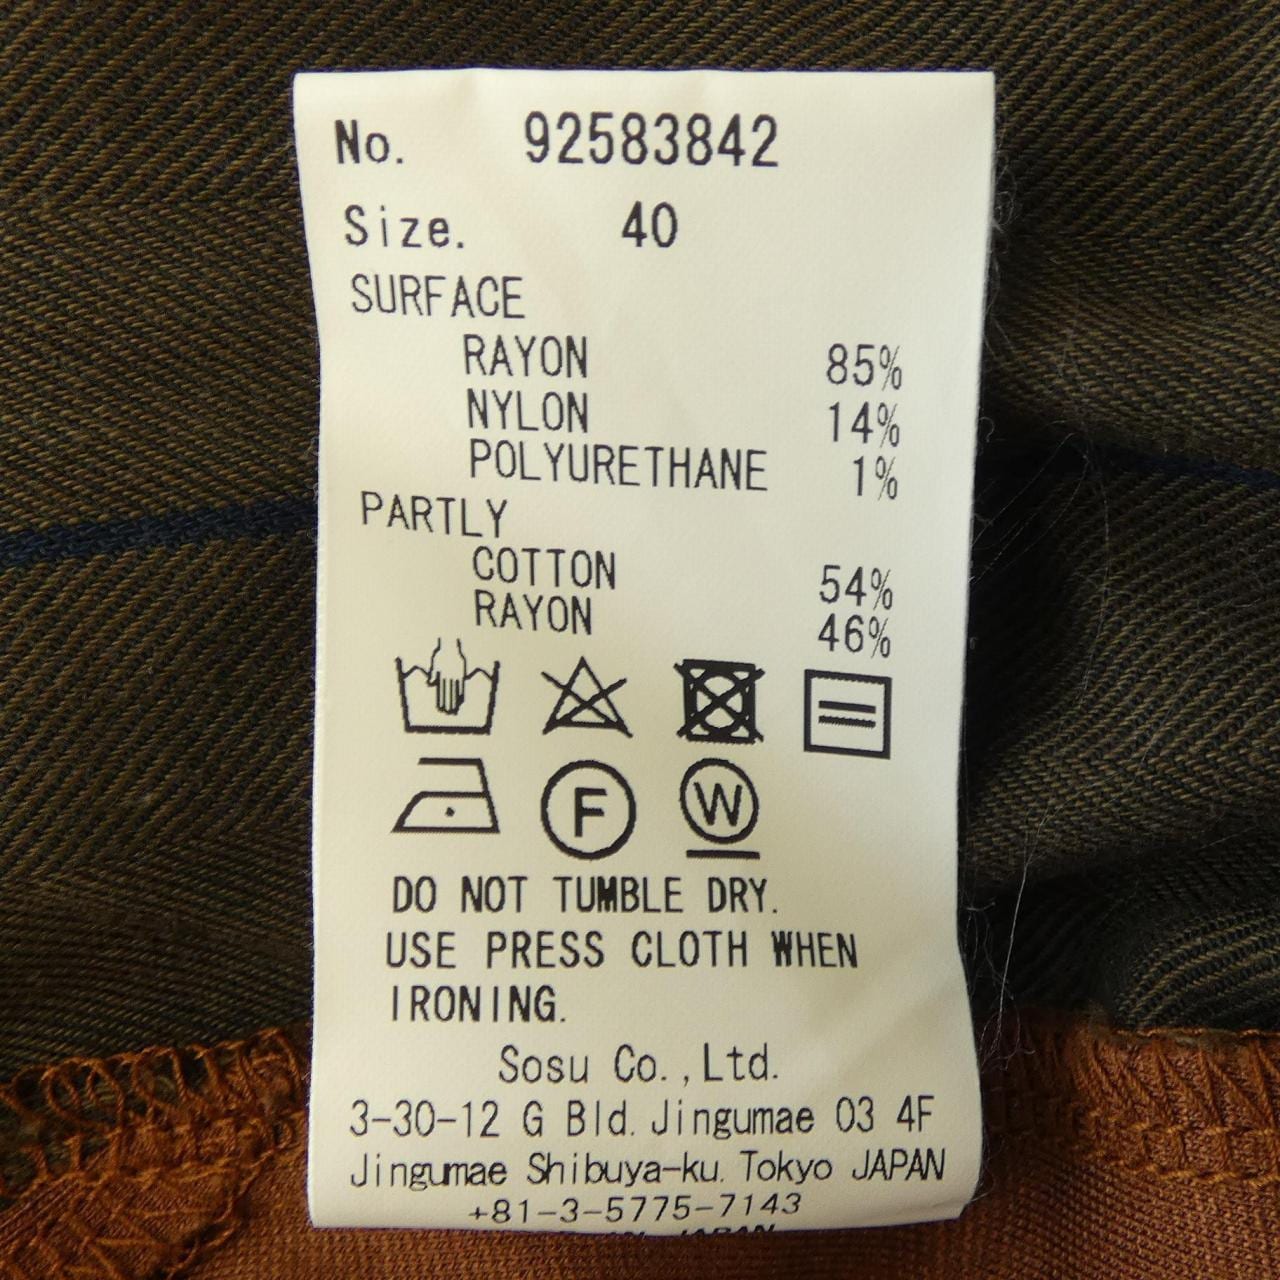 No. 92583842
Size. 40
SURFACE
RAYON 85%
NYLON 14%
POLYURETHANE 1%
PARTLY
COTTON 54%
RAYON 46%
F W
DO NOT TUMBLE DRY.
USE PRESS CLOTH WHEN
IRONING.
Sosu Co.,Ltd.
3-30-12 G Bld. Jingumae 03 4F
Jingumae Shibuya-ku. Tokyo JAPAN
+81-3-5775-7143